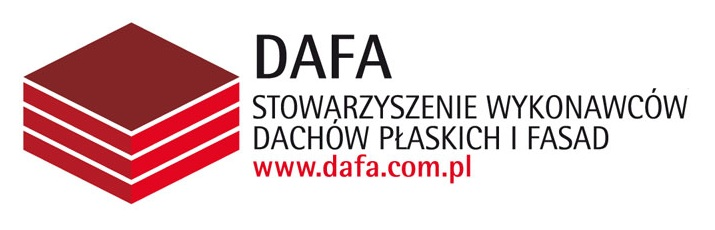 DAFA
STOWARZYSZENIE WYKONAWCÓW
DACHÓW PŁASKICH I FASAD
www.dafa.com.pl